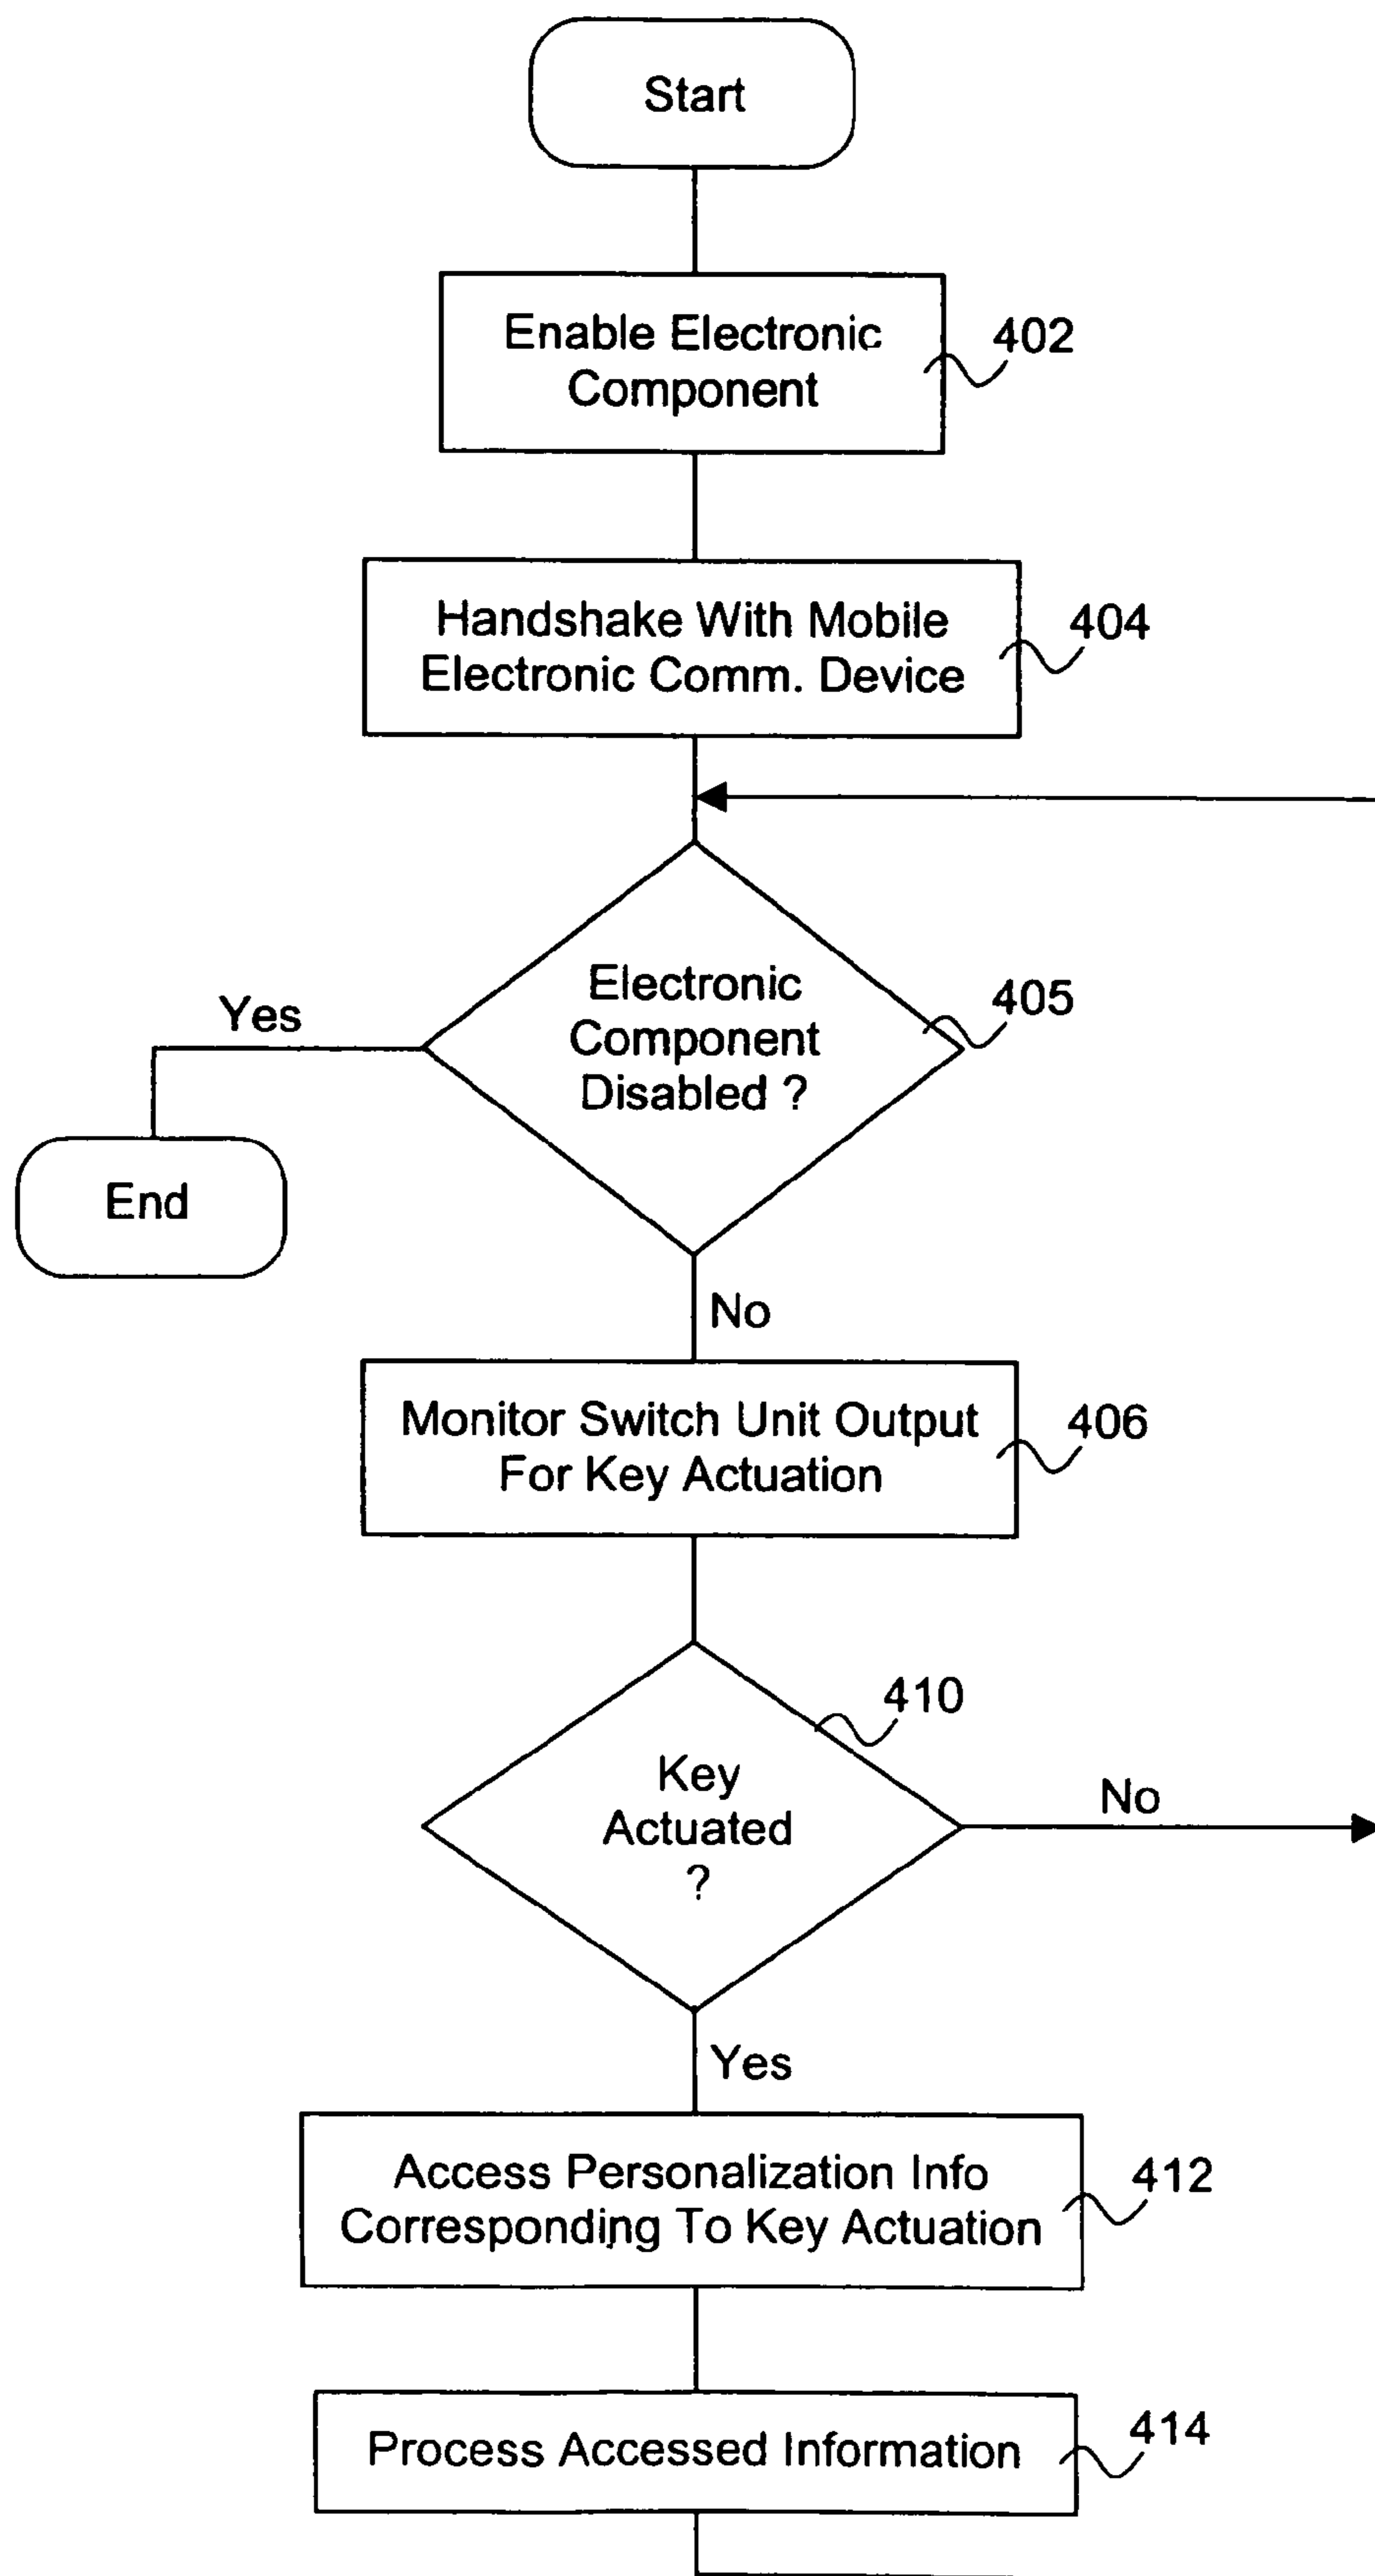 Start
Enable Electronic
Component
402
Handshake With Mobile
Electronic Comm. Device
404
Electronic
Component
Disabled ?
405
Yes
End
No
Monitor Switch Unit Output
For Key Actuation
406
410
Key
Actuated
?
No
Yes
Access Personalization Info
Corresponding To Key Actuation
412
Process Accessed Information
414